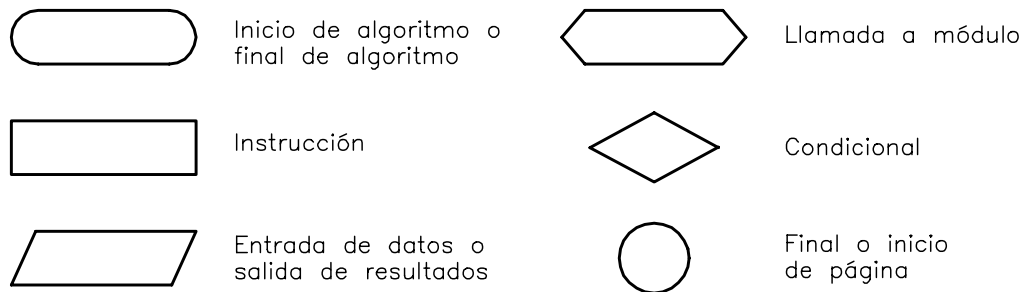 Inicio de algoritmo o
final de algoritmo
Llamada a módulo
Instrucción
Condicional
Entrada de datos o
salida de resultados
Final o inicio
de página